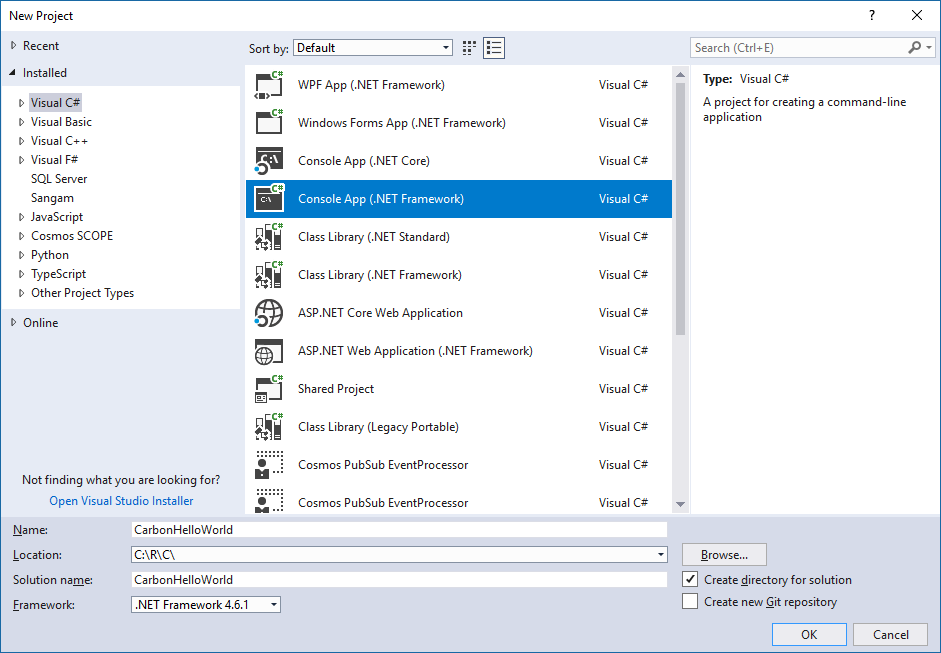 New Project
?
Recent
Installed
Visual C#
Visual Basic
Visual C++
Visual F#
SQL Server
Sangam
JavaScript
Cosmos SCOPE
Python
TypeScript
Other Project Types
Online
Not finding what you are looking for?
Open Visual Studio Installer
Sort by: Default
Search (Ctrl+E)
WPF App (.NET Framework) Visual C#
Windows Forms App (.NET Framework) Visual C#
Console App (.NET Core) Visual C#
Console App (.NET Framework) Visual C#
Class Library (.NET Standard) Visual C#
Class Library (.NET Framework) Visual C#
ASP.NET Core Web Application Visual C#
ASP.NET Web Application (.NET Framework) Visual C#
Shared Project Visual C#
Class Library (Legacy Portable) Visual C#
Cosmos PubSub EventProcessor Visual C#
Cosmos PubSub EventProcessor Visual C#
Type: Visual C#
A project for creating a command-line
application
Name: CarbonHelloWorld
Location: C:\R\C\
Browse...
Solution name: CarbonHelloWorld
Create directory for solution
Framework: .NET Framework 4.6.1
Create new Git repository
OK
Cancel